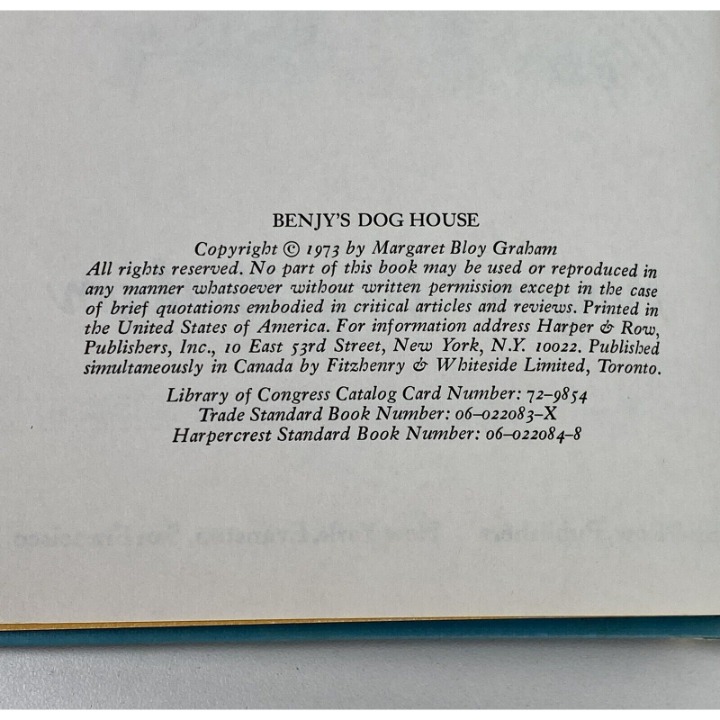 BENJY'S DOG HOUSE
Copyright © 1973 by Margaret Bloy Graham
All rights reserved. No part of this book may be used or reproduced in
any manner whatsoever without written permission except in the case
of brief quotations embodied in critical articles and reviews. Printed in
the United States of America. For information address Harper & Row,
Publishers, Inc., 10 East 53rd Street, New York, N.Y. 10022. Published
simultaneously in Canada by Fitzhenry & Whiteside Limited, Toronto.
Library of Congress Catalog Card Number: 72–9854
Trade Standard Book Number: 06–022083–X
Harpercrest Standard Book Number: 06–022084–8